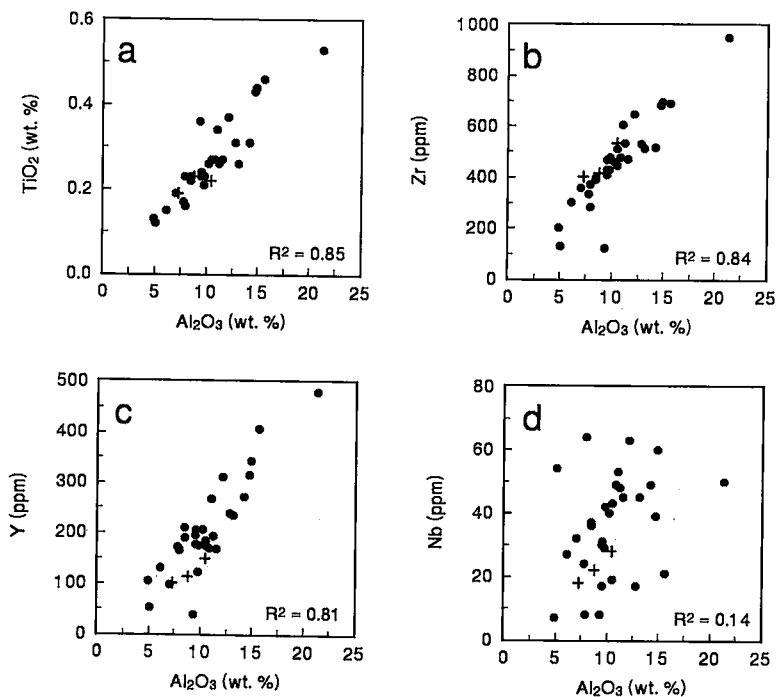 a
TiO2 (wt. %)
0.6
0.4
0.2
0.0
R2 = 0.85
0 5 10 15 20 25
Al2O3 (wt. %)
b
Zr (ppm)
1000
800
600
400
200
0
R2 = 0.84
0 5 10 15 20 25
Al2O3 (wt. %)
c
Y (ppm)
500
400
300
200
100
0
R2 = 0.81
0 5 10 15 20 25
Al2O3 (wt. %)
d
Nb (ppm)
80
60
40
20
0
R2 = 0.14
0 5 10 15 20 25
Al2O3 (wt. %)